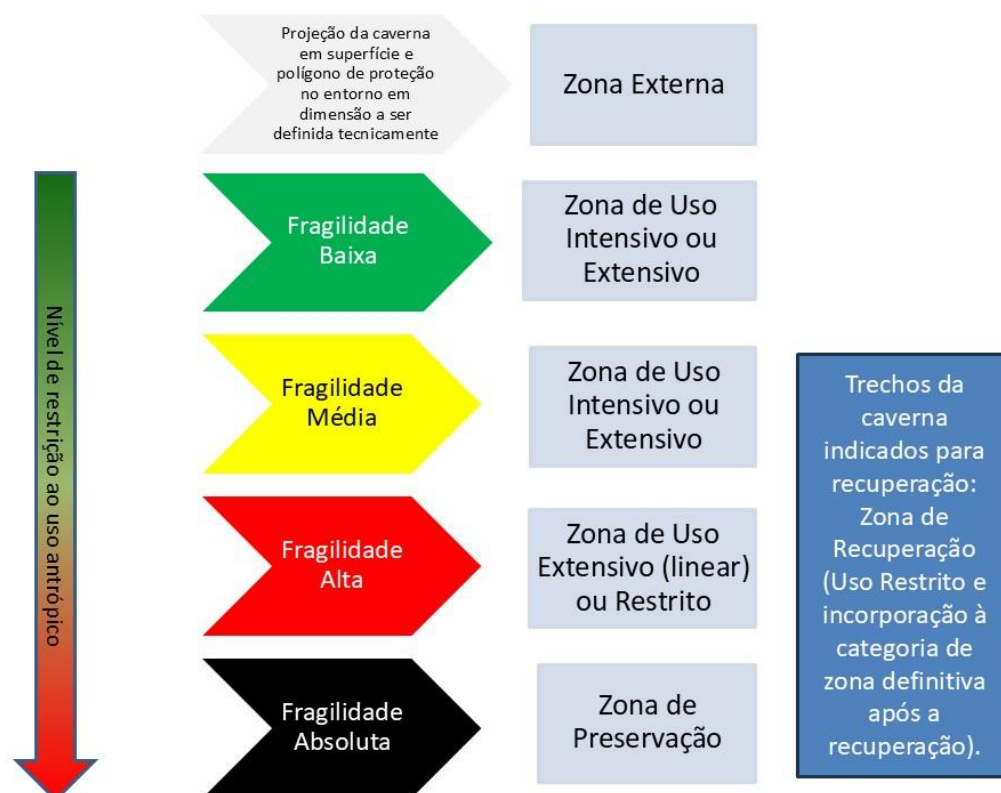 Projeção da caverna
em superfície e
polígono de proteção
no entorno em
dimensão a ser
definida tecnicamente
Zona Externa
Nível de restrição ao uso antrópico
Fragilidade
Baixa
Zona de Uso
Intensivo ou
Extensivo
Fragilidade
Média
Zona de Uso
Intensivo ou
Extensivo
Fragilidade
Alta
Zona de Uso
Extensivo (linear)
ou Restrito
Fragilidade
Absoluta
Zona de
Preservação
Trechos da
caverna
indicados para
recuperação:
Zona de
Recuperação
(Uso Restrito e
incorporação à
categoria de
zona definitiva
após a
recuperação).